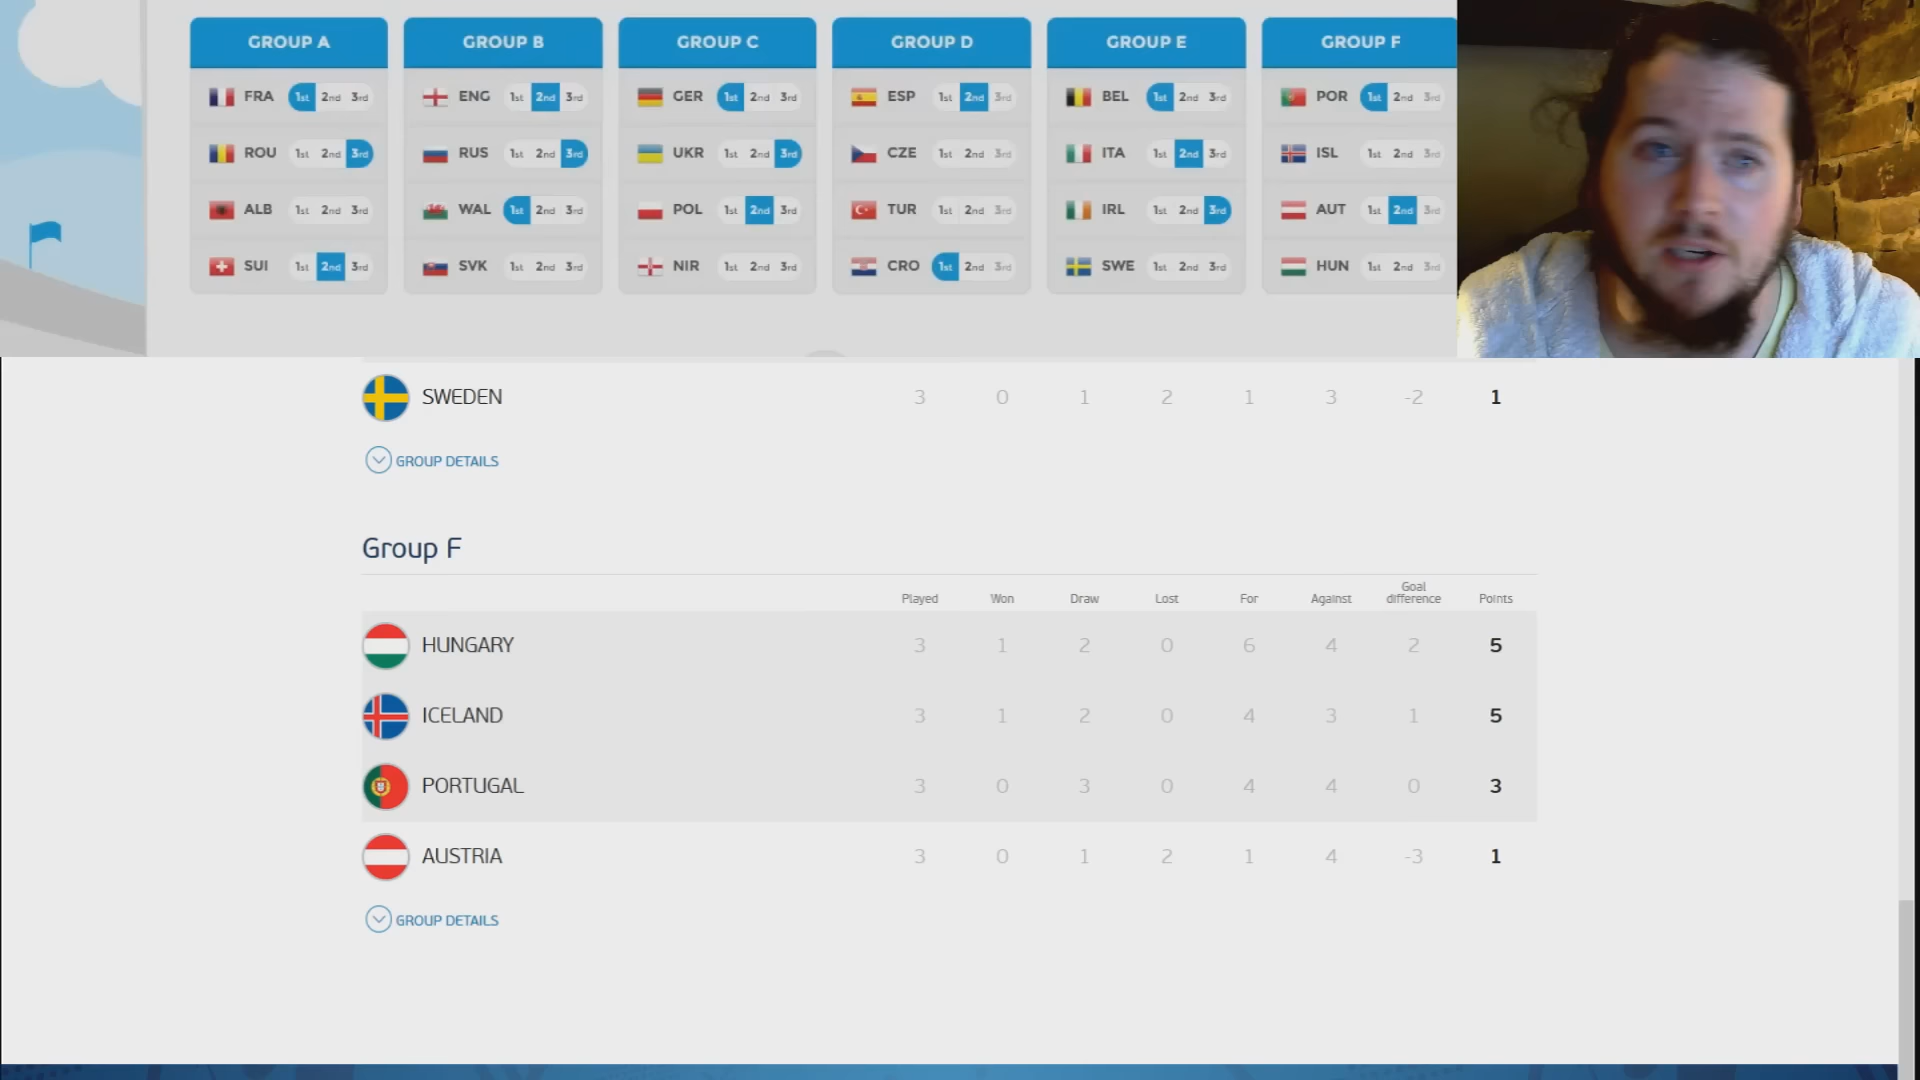 GROUP A GROUP B GROUP C GROUP D GROUP E GROUP F
FRA 1st 2nd 3rd ENG 1st 2nd 3rd GER 1st 2nd 3rd ESP 1st 2nd 3rd BEL 1st 2nd 3rd POR 1st 2nd 3rd
ROU 1st 2nd 3rd RUS 1st 2nd 3rd UKR 1st 2nd 3rd CZE 1st 2nd 3rd ITA 1st 2nd 3rd ISL 1st 2nd 3rd
ALB 1st 2nd 3rd WAL 1st 2nd 3rd POL 1st 2nd 3rd TUR 1st 2nd 3rd IRL 1st 2nd 3rd AUT 1st 2nd 3rd
SUI 1st 2nd 3rd SVK 1st 2nd 3rd NIR 1st 2nd 3rd CRO 1st 2nd 3rd SWE 1st 2nd 3rd HUN 1st 2nd 3rd
SWEDEN 3 0 1 2 1 3 -2 1
GROUP DETAILS
Group F
Played Won Draw Lost For Against Goal difference Points
HUNGARY 3 1 2 0 6 4 2 5
ICELAND 3 1 2 0 4 3 1 5
PORTUGAL 3 0 3 0 4 4 0 3
AUSTRIA 3 0 1 2 1 4 -3 1
GROUP DETAILS